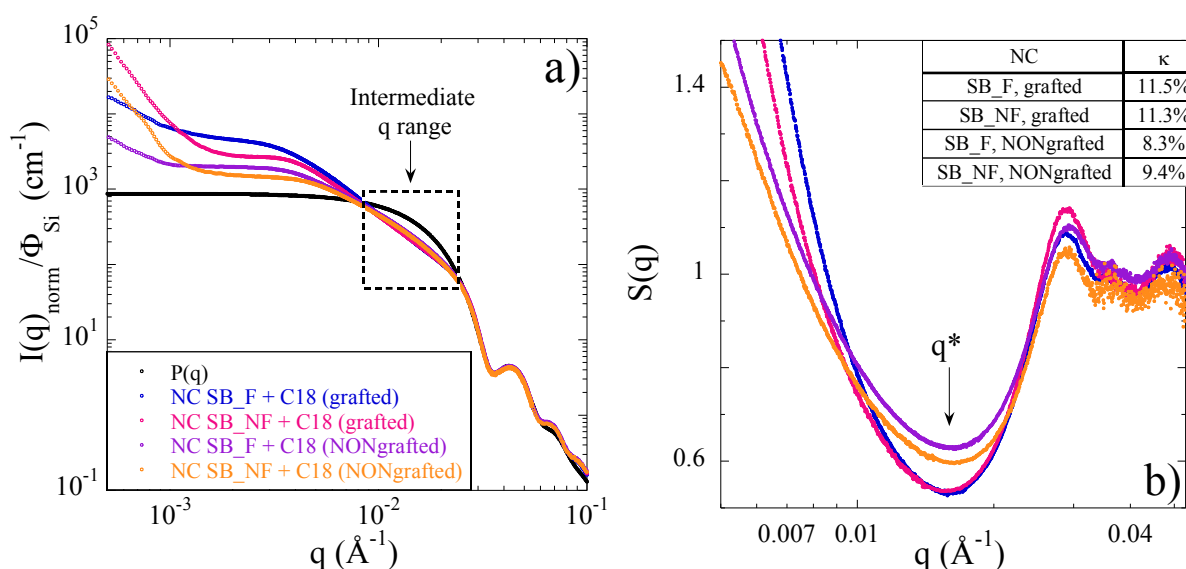 a)
Intermediate
q range
I(q)norm/ΦSi (cm-1)
10^5
10^3
10^1
10^-1
P(q)
NC SB_F + C18 (grafted)
NC SB_NF + C18 (grafted)
NC SB_F + C18 (NONgrafted)
NC SB_NF + C18 (NONgrafted)
10^-3
10^-2
10^-1
q (Å^-1)
b)
NC κ
SB_F, grafted 11.5%
SB_NF, grafted 11.3%
SB_F, NONgrafted 8.3%
SB_NF, NONgrafted 9.4%
S(q)
1.4
1
0.6
q*
0.007 0.01 0.04
q (Å^-1)